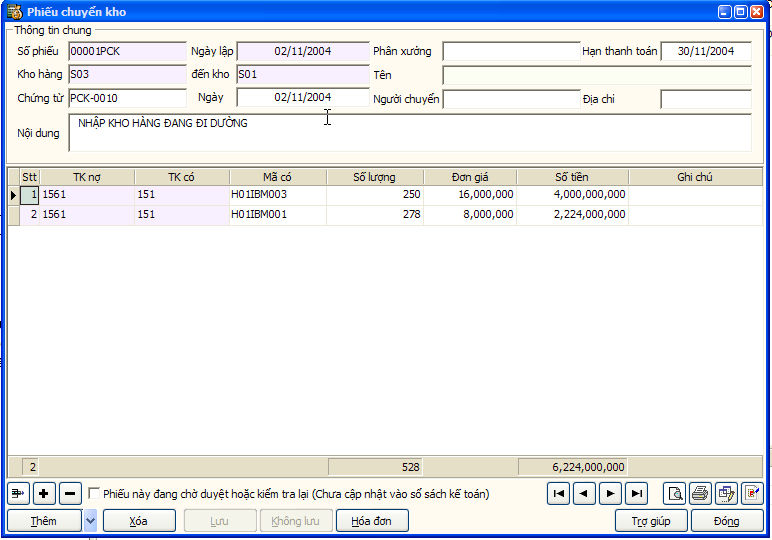 Phiếu chuyển kho
Thông tin chung
Số phiếu 00001PCK Ngày lập 02/11/2004 Phân xưởng Hạn thanh toán 30/11/2004
Kho hàng S03 đến kho S01 Tên
Chứng từ PCK-0010 Ngày 02/11/2004 Người chuyển Địa chỉ
Nội dung NHẬP KHO HÀNG ĐANG ĐI DƯỜNG
Stt TK nợ TK có Mã có Số lượng Đơn giá Số tiền Ghi chú
1 1561 151 H01IBM003 250 16,000,000 4,000,000,000
2 1561 151 H01IBM001 278 8,000,000 2,224,000,000
2 528 6,224,000,000
Phiếu này đang chờ duyệt hoặc kiểm tra lại (Chưa cập nhật vào sổ sách kế toán)
Thêm Xóa Lưu Không lưu Hóa đơn Trợ giúp Đóng